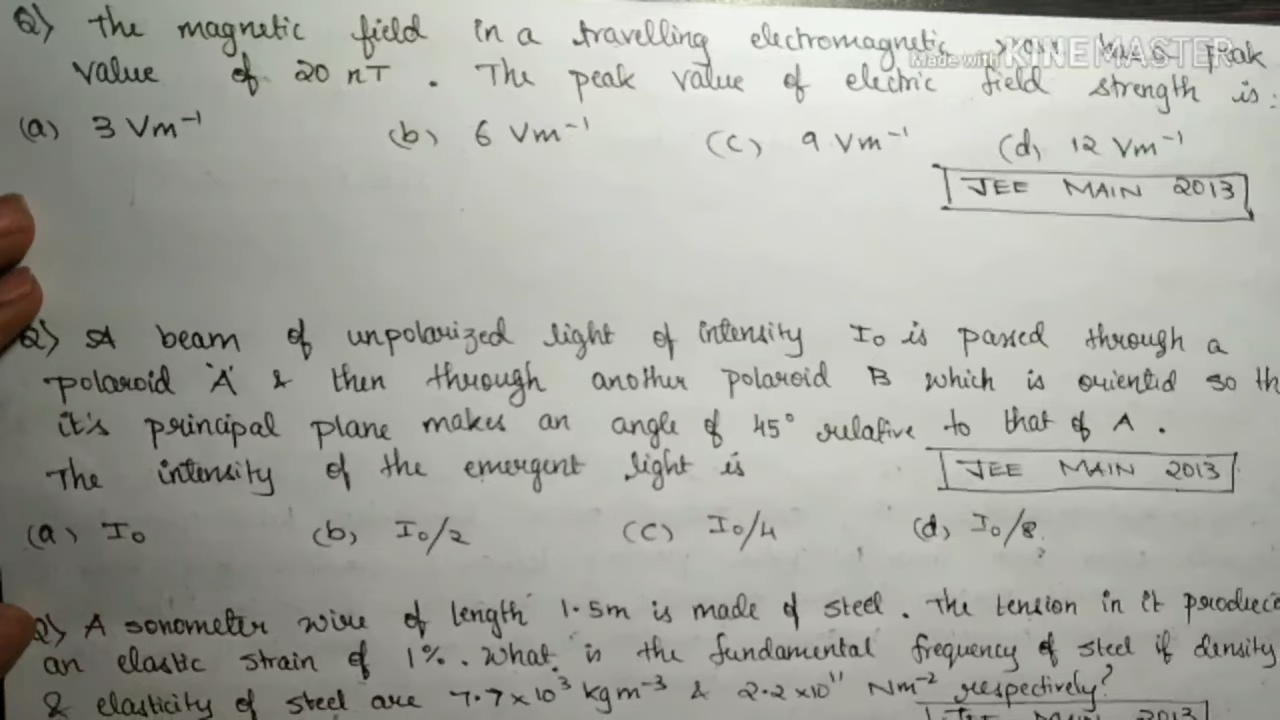 Q) The magnetic field in a travelling electromagnetic peak
Made with KINEMASTER
value of 20 nT . The peak value of electric field strength is :
(a) 3 Vm⁻¹ (b) 6 Vm⁻¹ (c) 9 Vm⁻¹ (d) 12 Vm⁻¹
JEE MAIN 2013
Q) A beam of unpolarized light of intensity I₀ is passed through a
polaroid 'A' & then through another polaroid B which is oriented so th
it's principal plane makes an angle of 45° relative to that of A .
The intensity of the emergent light is
JEE MAIN 2013
(a) I₀ (b) I₀/2 (c) I₀/4 (d) I₀/8
Q) A sonometer wire of length 1.5m is made of steel . The tension in it produce
an elastic strain of 1% . What is the fundamental frequency of steel if density
& elasticity of steel are 7.7 x 10³ kgm⁻³ & 2.2 x 10¹¹ Nm⁻² respectively?
JEE MAIN 2013